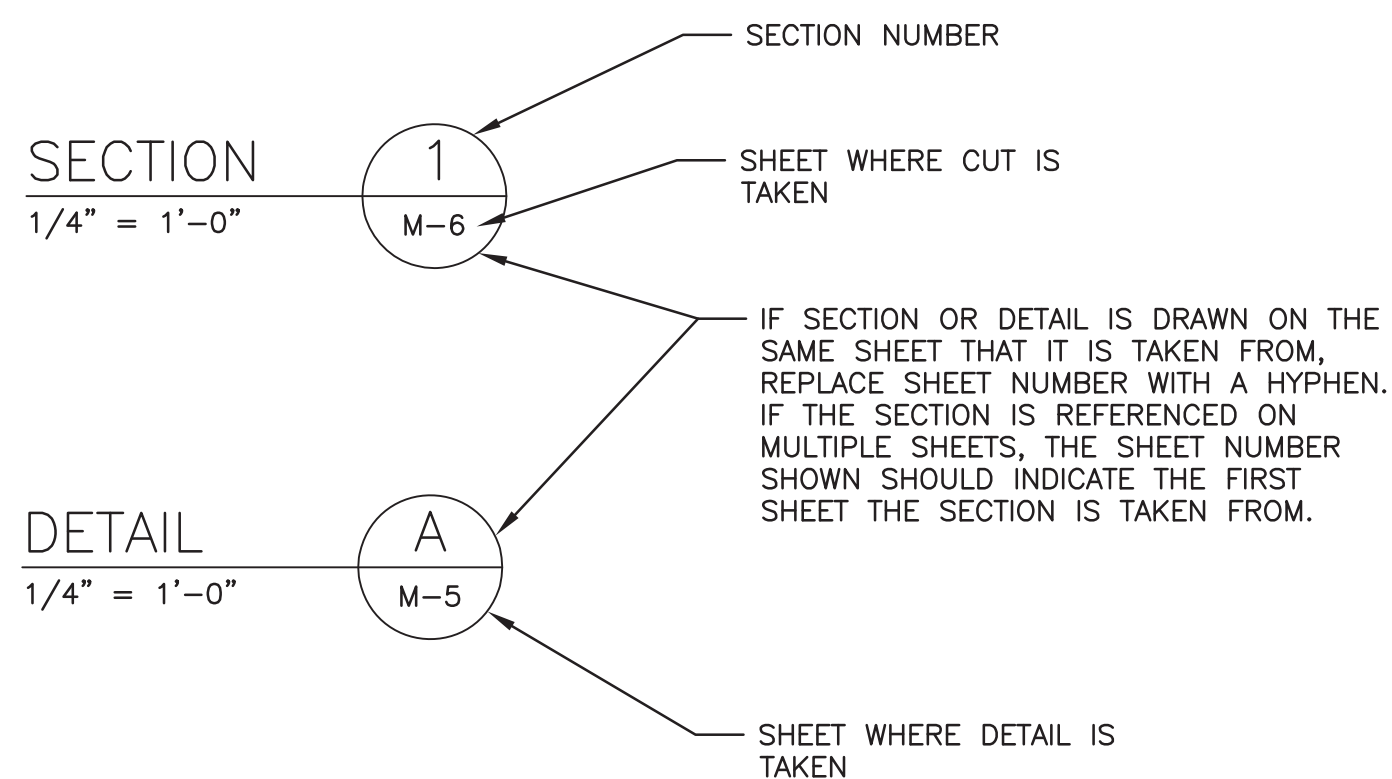 SECTION NUMBER
SECTION
1
SHEET WHERE CUT IS
TAKEN
1/4” = 1’-0”
M-6
IF SECTION OR DETAIL IS DRAWN ON THE
SAME SHEET THAT IT IS TAKEN FROM,
REPLACE SHEET NUMBER WITH A HYPHEN.
IF THE SECTION IS REFERENCED ON
MULTIPLE SHEETS, THE SHEET NUMBER
SHOWN SHOULD INDICATE THE FIRST
SHEET THE SECTION IS TAKEN FROM.
DETAIL
A
1/4” = 1’-0”
M-5
SHEET WHERE DETAIL IS
TAKEN